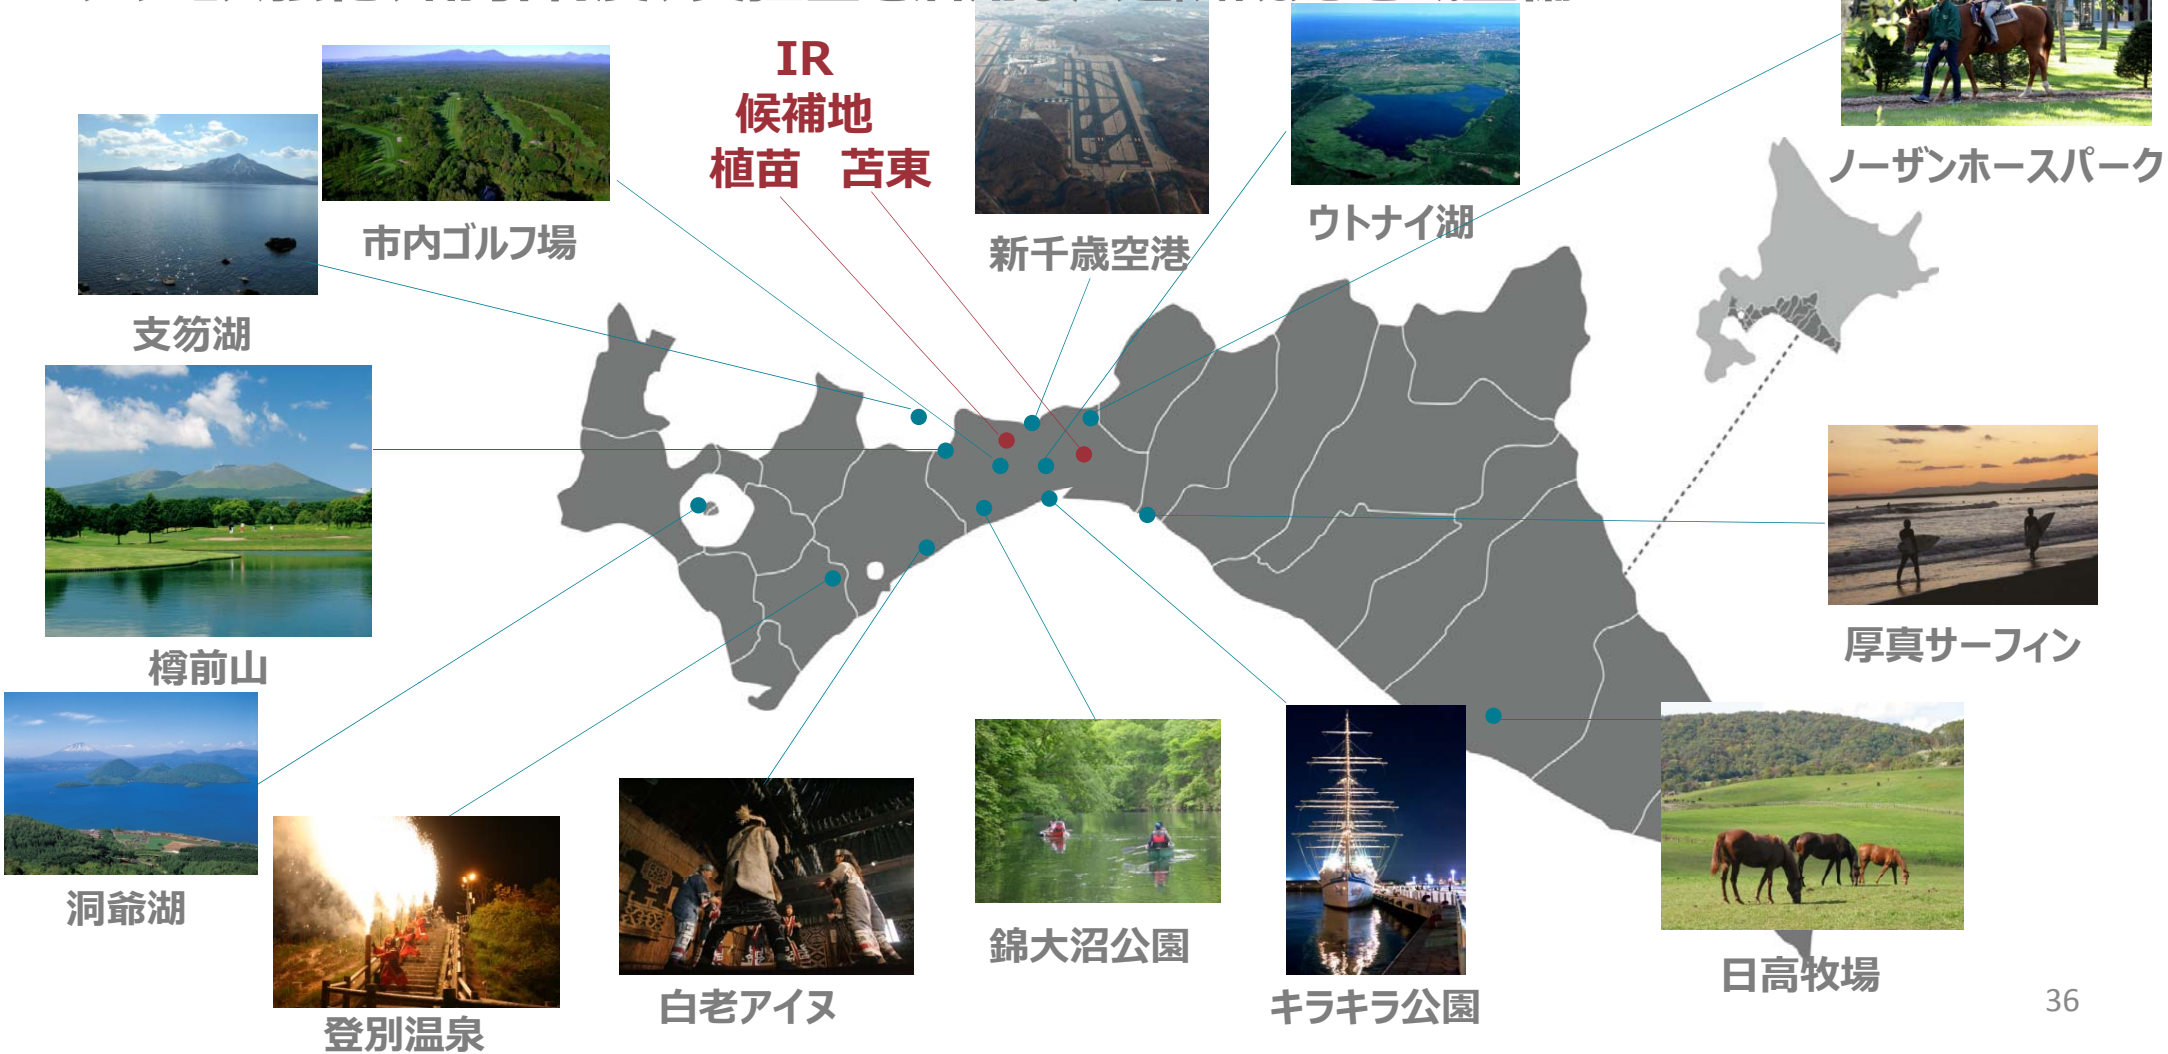 IR
候補地
植苗　苫東
ノーザンホースパーク
市内ゴルフ場
新千歳空港
ウトナイ湖
支笏湖
樽前山
厚真サーフィン
洞爺湖
錦大沼公園
日高牧場
白老アイヌ
キラキラ公園
登別温泉
36